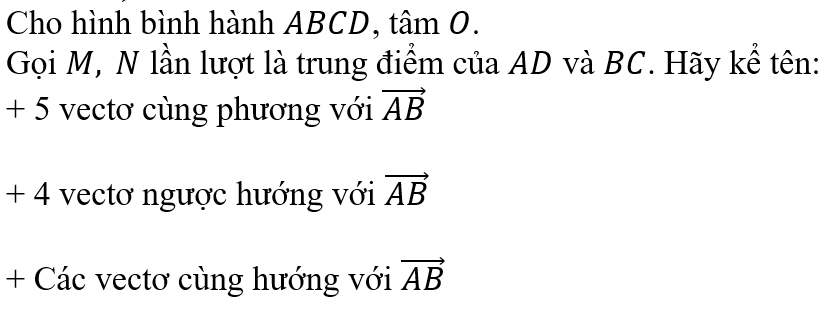 Cho hình bình hành ABCD, tâm O.
Gọi M, N lần lượt là trung điểm của AD và BC. Hãy kể tên:
+ 5 vectơ cùng phương với $\overrightarrow{AB}$
+ 4 vectơ ngược hướng với $\overrightarrow{AB}$
+ Các vectơ cùng hướng với $\overrightarrow{AB}$